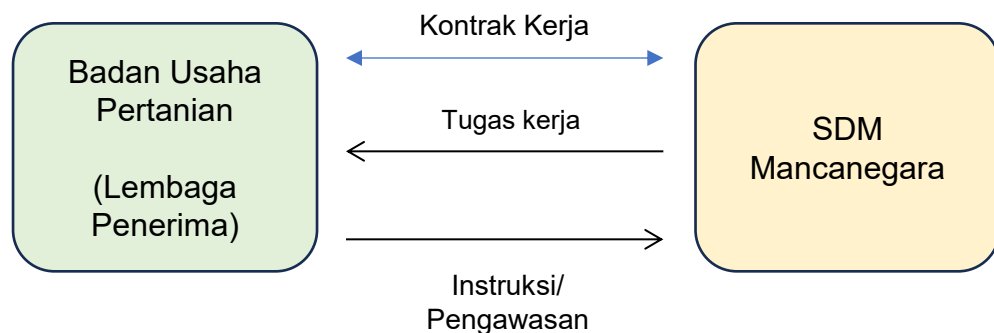 Badan Usaha
Pertanian
(Lembaga
Penerima)
Kontrak Kerja
Tugas kerja
Instruksi/
Pengawasan
SDM
Mancanegara